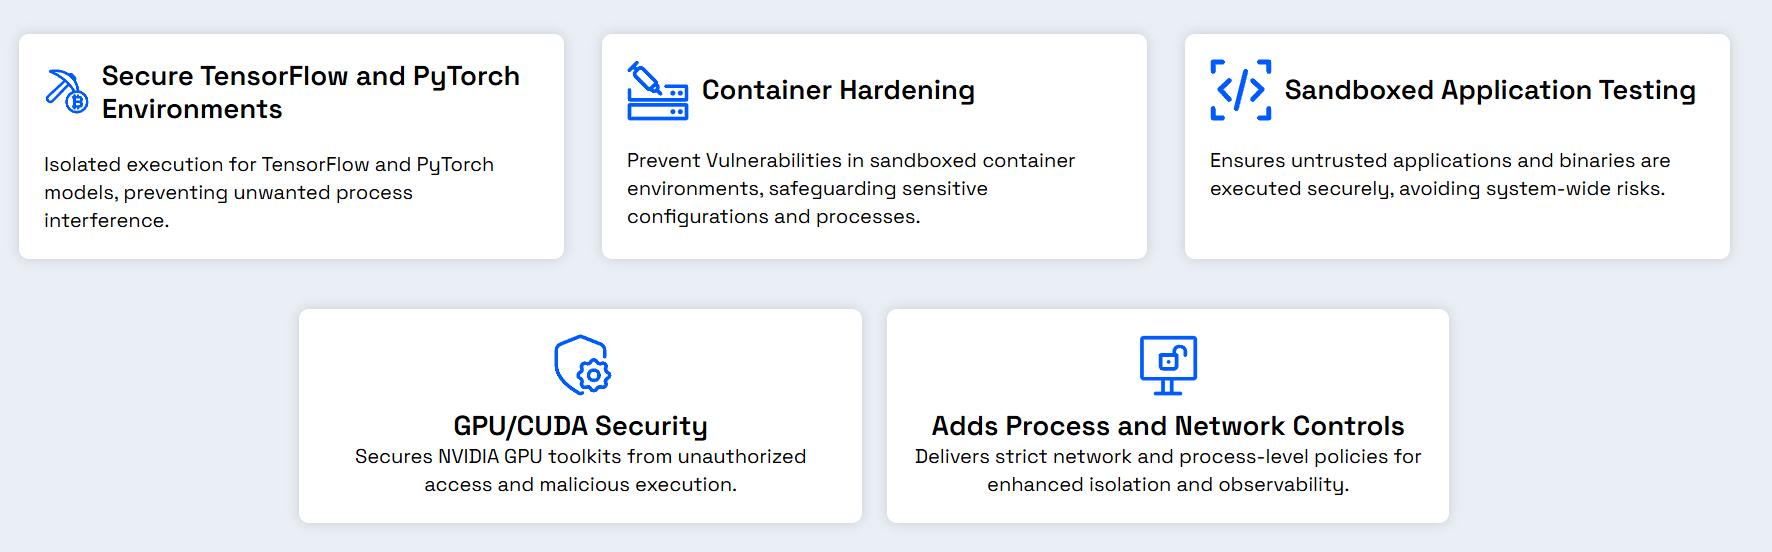 Secure TensorFlow and PyTorch
Environments
Isolated execution for TensorFlow and PyTorch
models, preventing unwanted process
interference.
Container Hardening
Prevent Vulnerabilities in sandboxed container
environments, safeguarding sensitive
configurations and processes.
Sandboxed Application Testing
Ensures untrusted applications and binaries are
executed securely, avoiding system-wide risks.
GPU/CUDA Security
Secures NVIDIA GPU toolkits from unauthorized
access and malicious execution.
Adds Process and Network Controls
Delivers strict network and process-level policies for
enhanced isolation and observability.